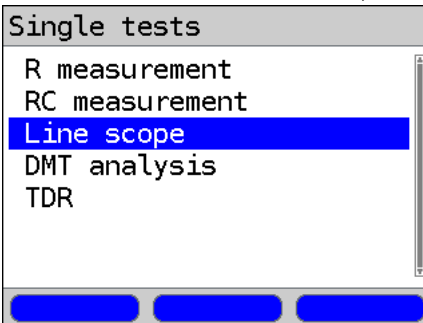 Single tests
R measurement
RC measurement
Line scope
DMT analysis
TDR